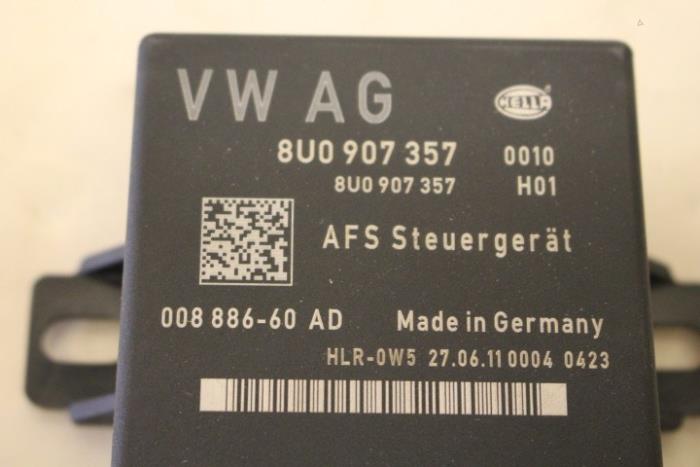 VW AG
HELLA
8U0 907 357 0010
8U0 907 357 H01
AFS Steuergerät
008 886-60 AD Made in Germany
HLR-0W5 27.06.11 0004 0423